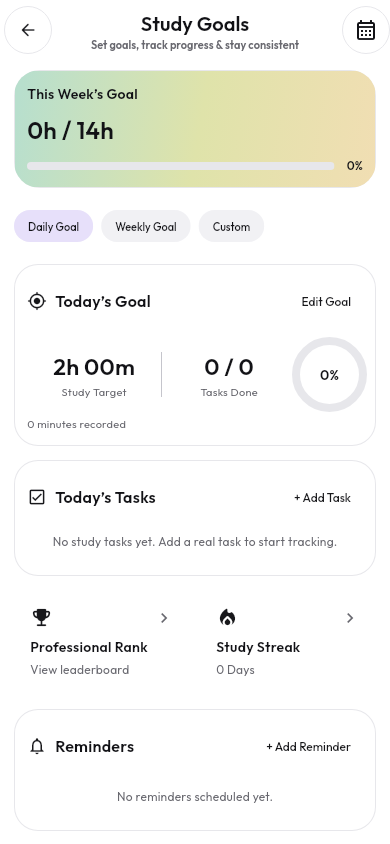 Study Goals
Set goals, track progress & stay consistent
This Week's Goal
0h / 14h
0%
Daily Goal
Weekly Goal
Custom
Today's Goal
Edit Goal
2h 00m
0 / 0
0%
Study Target
Tasks Done
0 minutes recorded
Today's Tasks
+ Add Task
No study tasks yet. Add a real task to start tracking.
Professional Rank
View leaderboard
Study Streak
0 Days
Reminders
+ Add Reminder
No reminders scheduled yet.